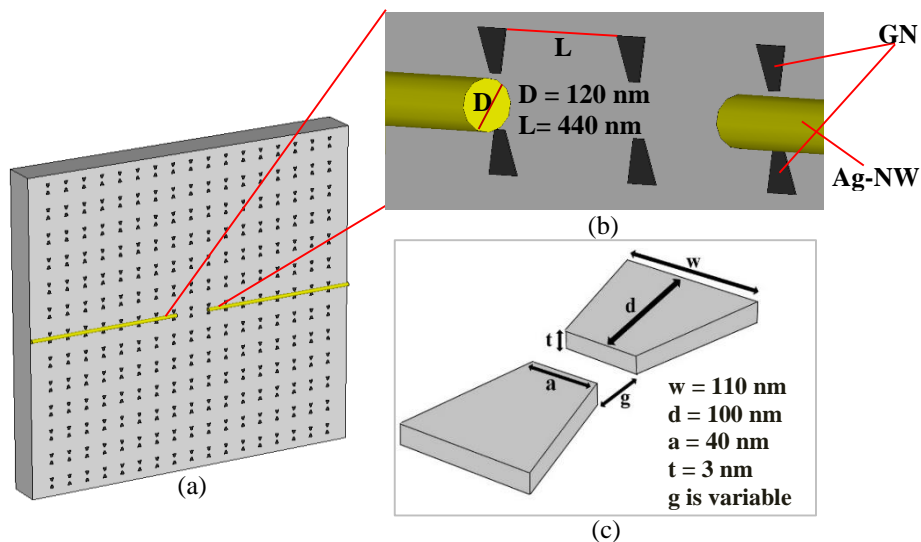 (a)
L
D
D = 120 nm
L= 440 nm
GN
Ag-NW
(b)
w
d
t
a
g
w = 110 nm
d = 100 nm
a = 40 nm
t = 3 nm
g is variable
(c)